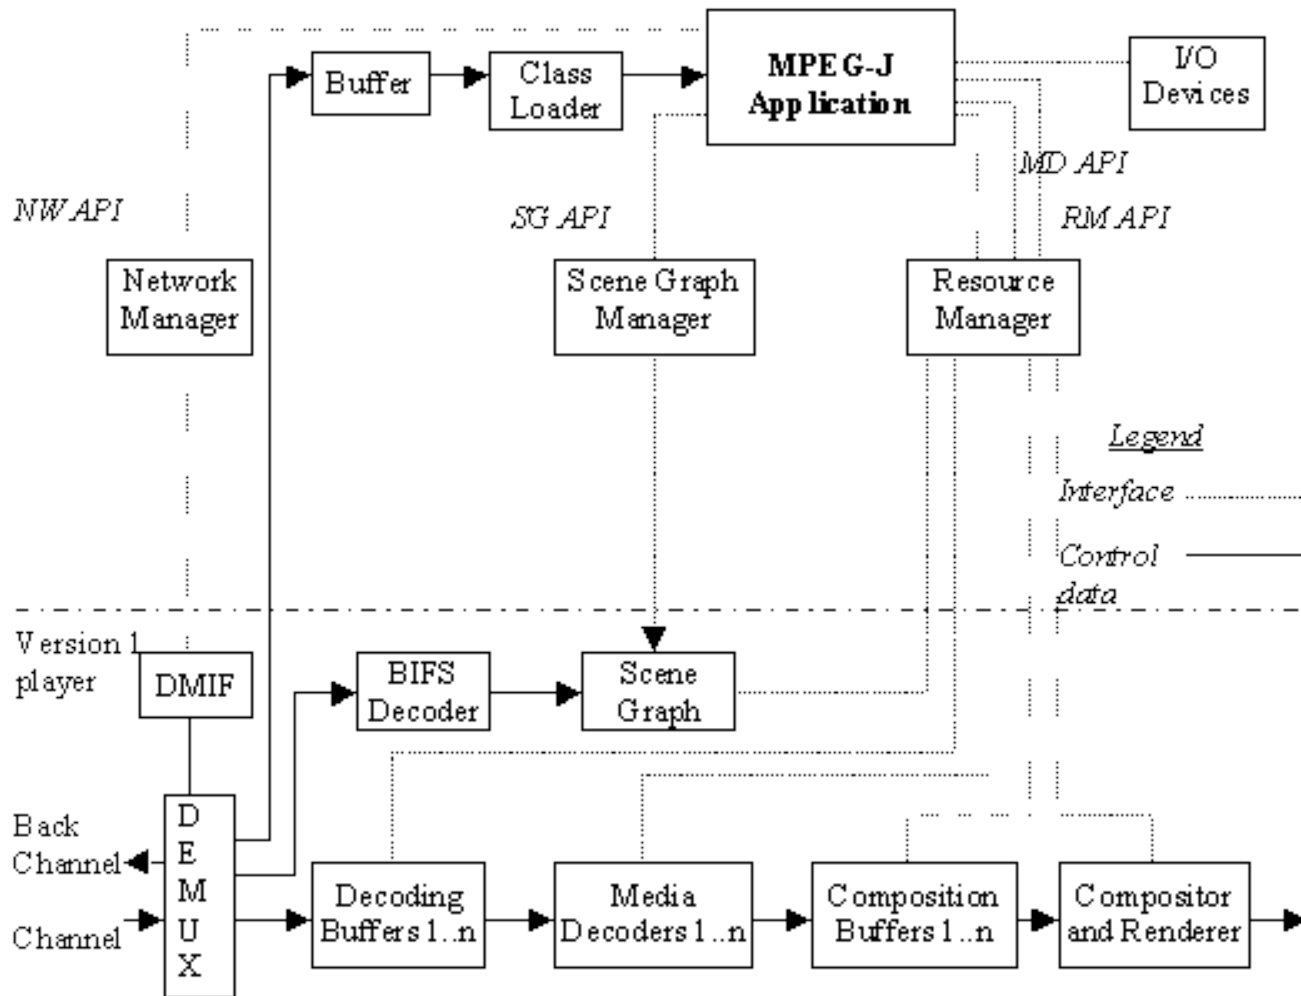 MPEG-J
Application
I/O
Devices
Buffer
Class
Loader
MD API
NW API
SG API
RM API
Network
Manager
Scene Graph
Manager
Resource
Manager
Legend
Interface
Control
data
Version 1
player
DMIF
BIFS
Decoder
Scene
Graph
Back
Channel
Channel
D
E
M
U
X
Decoding
Buffers 1..n
Media
Decoders 1..n
Composition
Buffers 1..n
Compositor
and Renderer